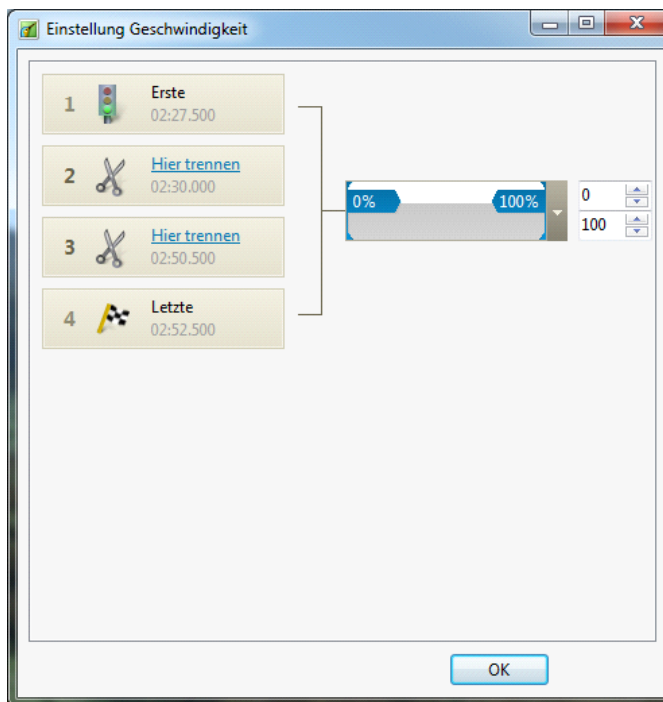 Einstellung Geschwindigkeit
1 Erste
02:27.500
2 Hier trennen
02:30.000
3 Hier trennen
02:50.500
4 Letzte
02:52.500
0% 100%
0
100
OK